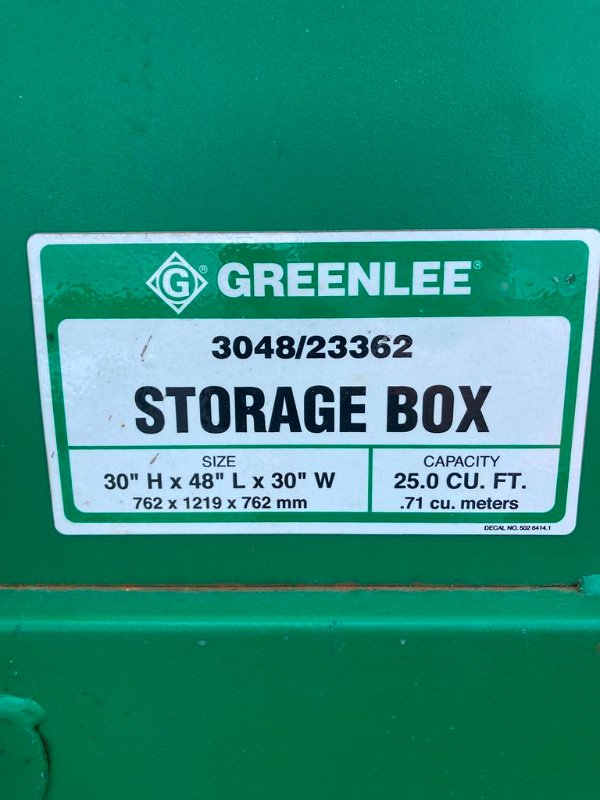 G® GREENLEE®
3048/23362
STORAGE BOX
SIZE
30" H x 48" L x 30" W
762 x 1219 x 762 mm
CAPACITY
25.0 CU. FT.
.71 cu. meters
DECAL NO. 502 6414.1